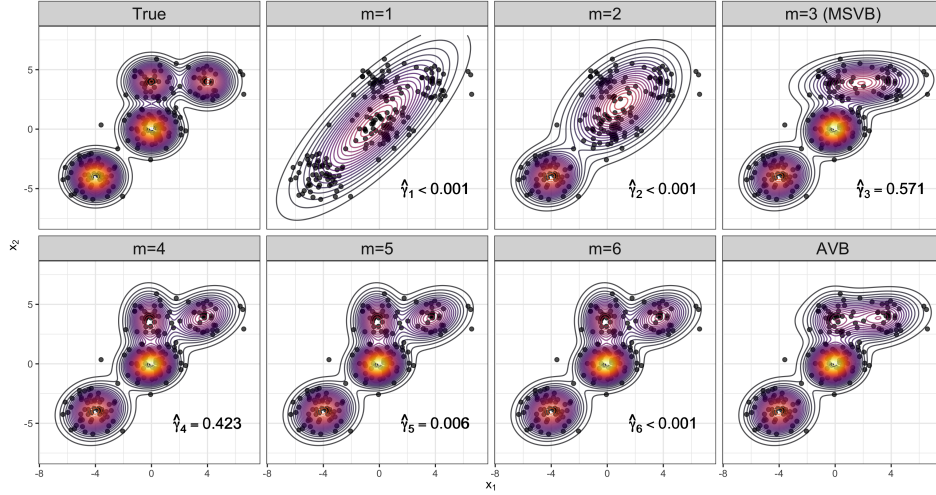 True m=1 m=2 m=3 (MSVB)
5
0
-5
γ̂₁ < 0.001 γ̂₂ < 0.001 γ̂₃ = 0.571
x₂
m=4 m=5 m=6 AVB
5
0
-5
γ̂₄ = 0.423 γ̂₅ = 0.006 γ̂₆ < 0.001
-8 -4 0 4 -8 -4 0 4 -8 -4 0 4 -8 -4 0 4
x₁